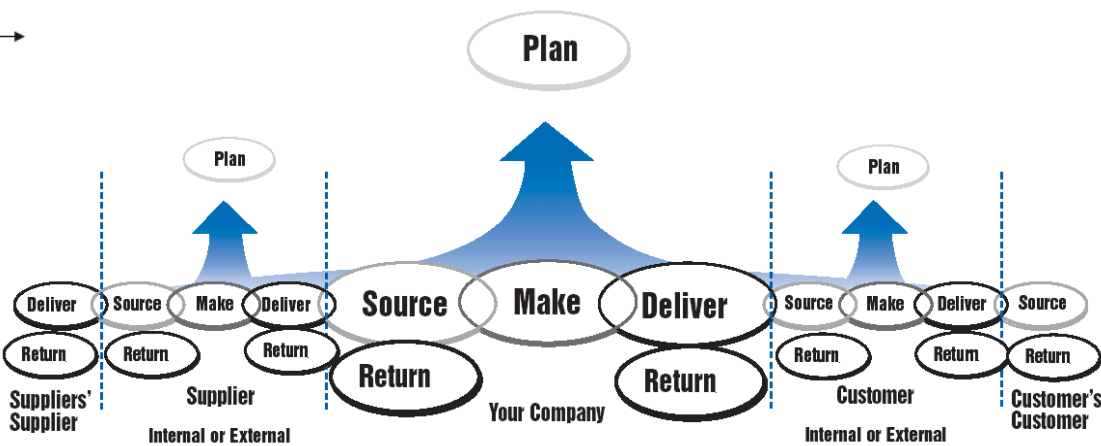 Plan
Plan
Plan
Deliver
Source
Make
Deliver
Source
Make
Deliver
Source
Make
Deliver
Source
Return
Return
Return
Return
Return
Return
Return
Return
Suppliers'
Supplier
Supplier
Internal or External
Your Company
Customer
Internal or External
Customer's
Customer